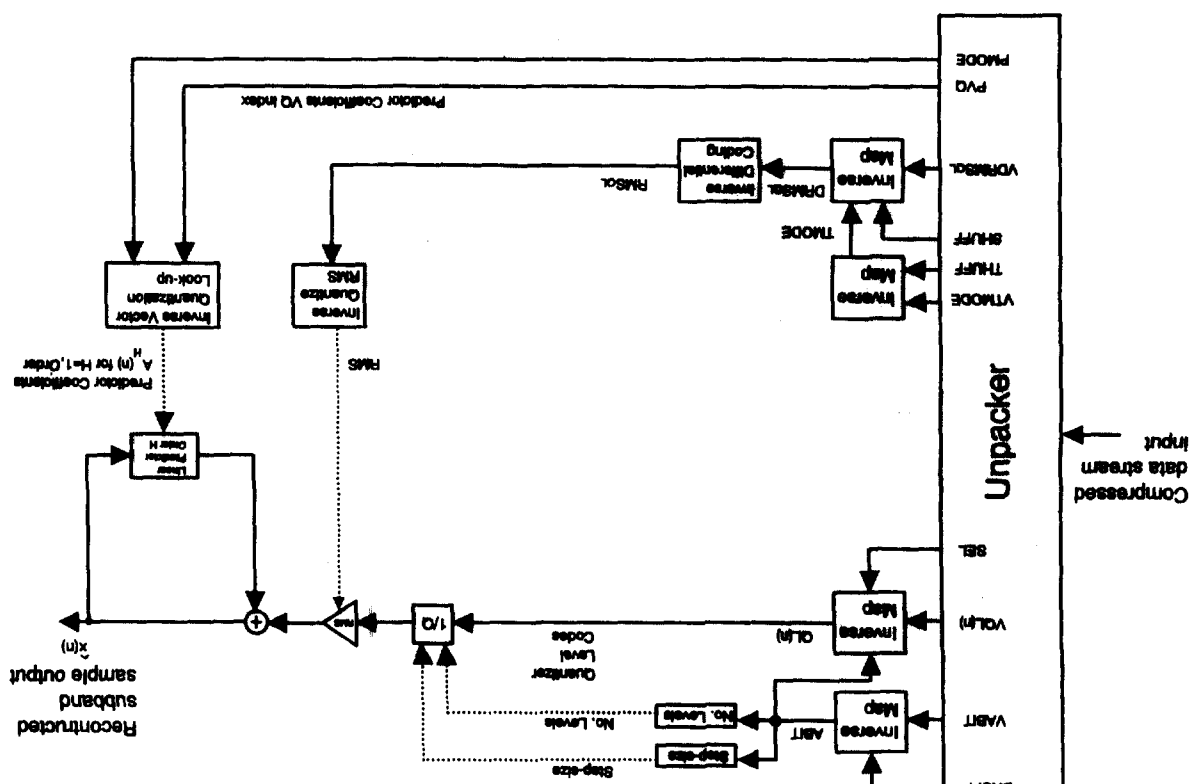 Step-size
Step-size
VABIT
Inverse
Map
ABIT
No. Levels
No. Levels
Reconstructed
subband
sample output
x̂(n)
Quantizer
Level
Codes
VQL(n)
Inverse
Map
QL(n)
1/Q
RMS
+
SEL
Compressed
data stream
input
Unpacker
Linear
Predictor
Order H
Predictor Coefficients
A_H(n) for H=1,Order
RMS
VTMODE
THUFF
SHUFF
Inverse
Map
TMODE
Inverse
Quantize
RMS
Inverse Vector
Quantization
Look-up
VDRMSQL
Inverse
Map
DRMSQL
Inverse
Differential
Coding
RMSQL
PVQ
Predictor Coefficients VQ index
PMODE